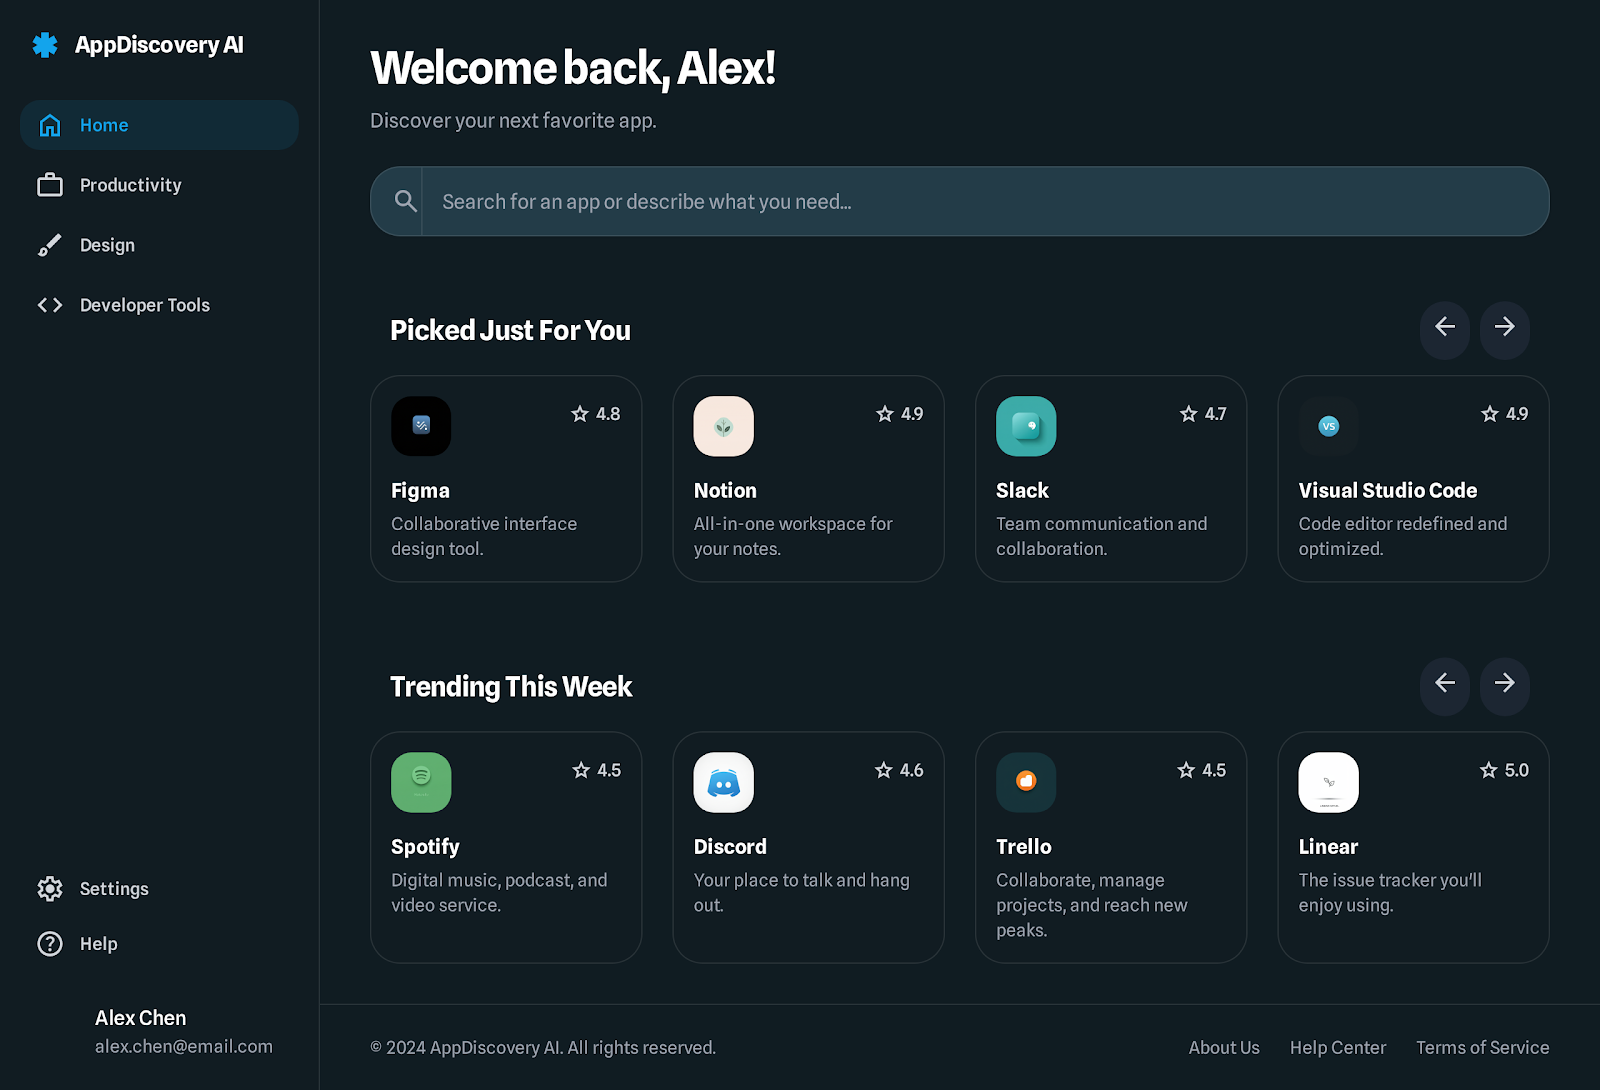 AppDiscovery AI
Home
Productivity
Design
Developer Tools
Settings
Help
Alex Chen
alex.chen@email.com
Welcome back, Alex!
Discover your next favorite app.
Search for an app or describe what you need...
Picked Just For You
4.8
Figma
Collaborative interface
design tool.
4.9
Notion
All-in-one workspace for
your notes.
4.7
Slack
Team communication and
collaboration.
VS
4.9
Visual Studio Code
Code editor redefined and
optimized.
Trending This Week
4.5
Spotify
Digital music, podcast, and
video service.
4.6
Discord
Your place to talk and hang
out.
4.5
Trello
Collaborate, manage
projects, and reach new
peaks.
5.0
Linear
The issue tracker you'll
enjoy using.
© 2024 AppDiscovery AI. All rights reserved.
About Us
Help Center
Terms of Service